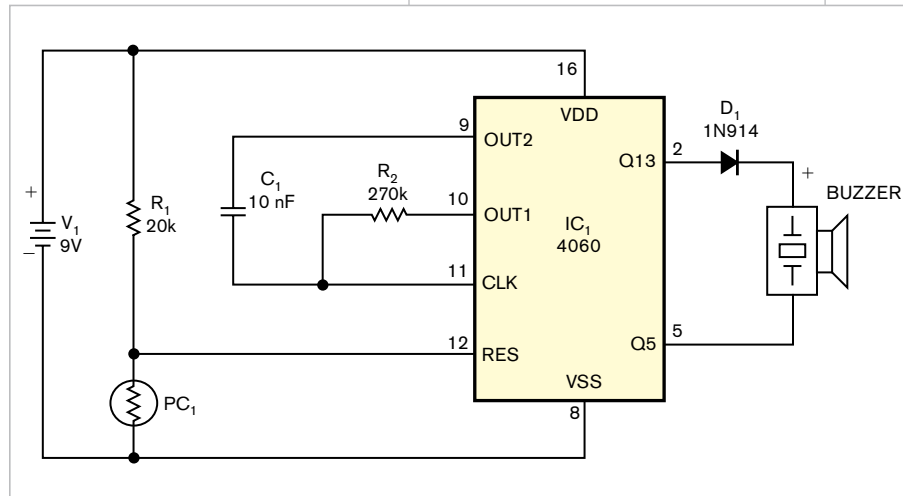 16
VDD
D1
1N914
9
OUT2
Q13
2
+
BUZZER
C1
10 nF
R2
270k
10
OUT1
IC1
4060
+
V1
9V
–
R1
20k
11
CLK
12
RES
Q5
5
VSS
8
PC1